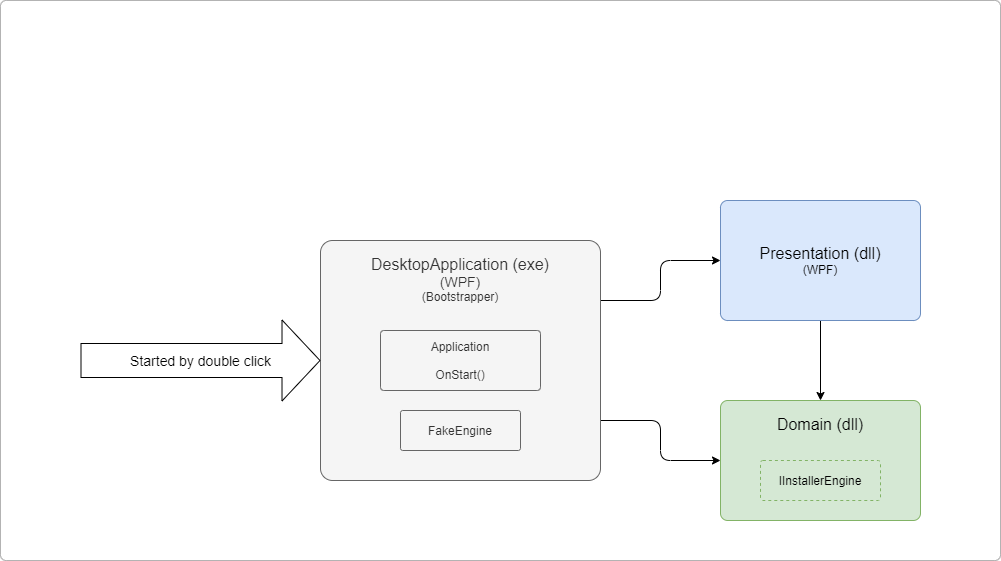 DesktopApplication (exe)
(WPF)
(Bootstrapper)
Application
OnStart()
FakeEngine
Started by double click
Presentation (dll)
(WPF)
Domain (dll)
IInstallerEngine